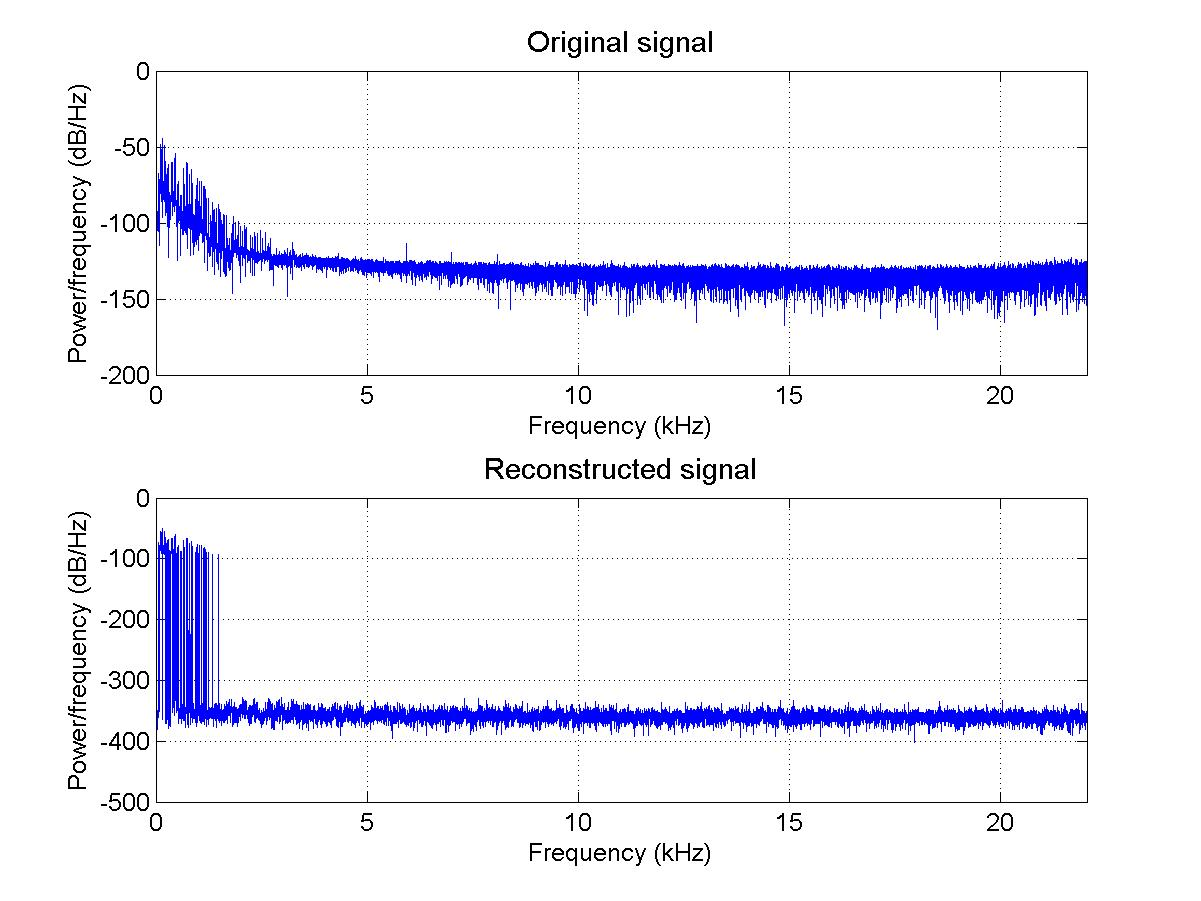 Original signal
Power/frequency (dB/Hz)
0
-50
-100
-150
-200
0 5 10 15 20
Frequency (kHz)
Reconstructed signal
Power/frequency (dB/Hz)
0
-100
-200
-300
-400
-500
0 5 10 15 20
Frequency (kHz)